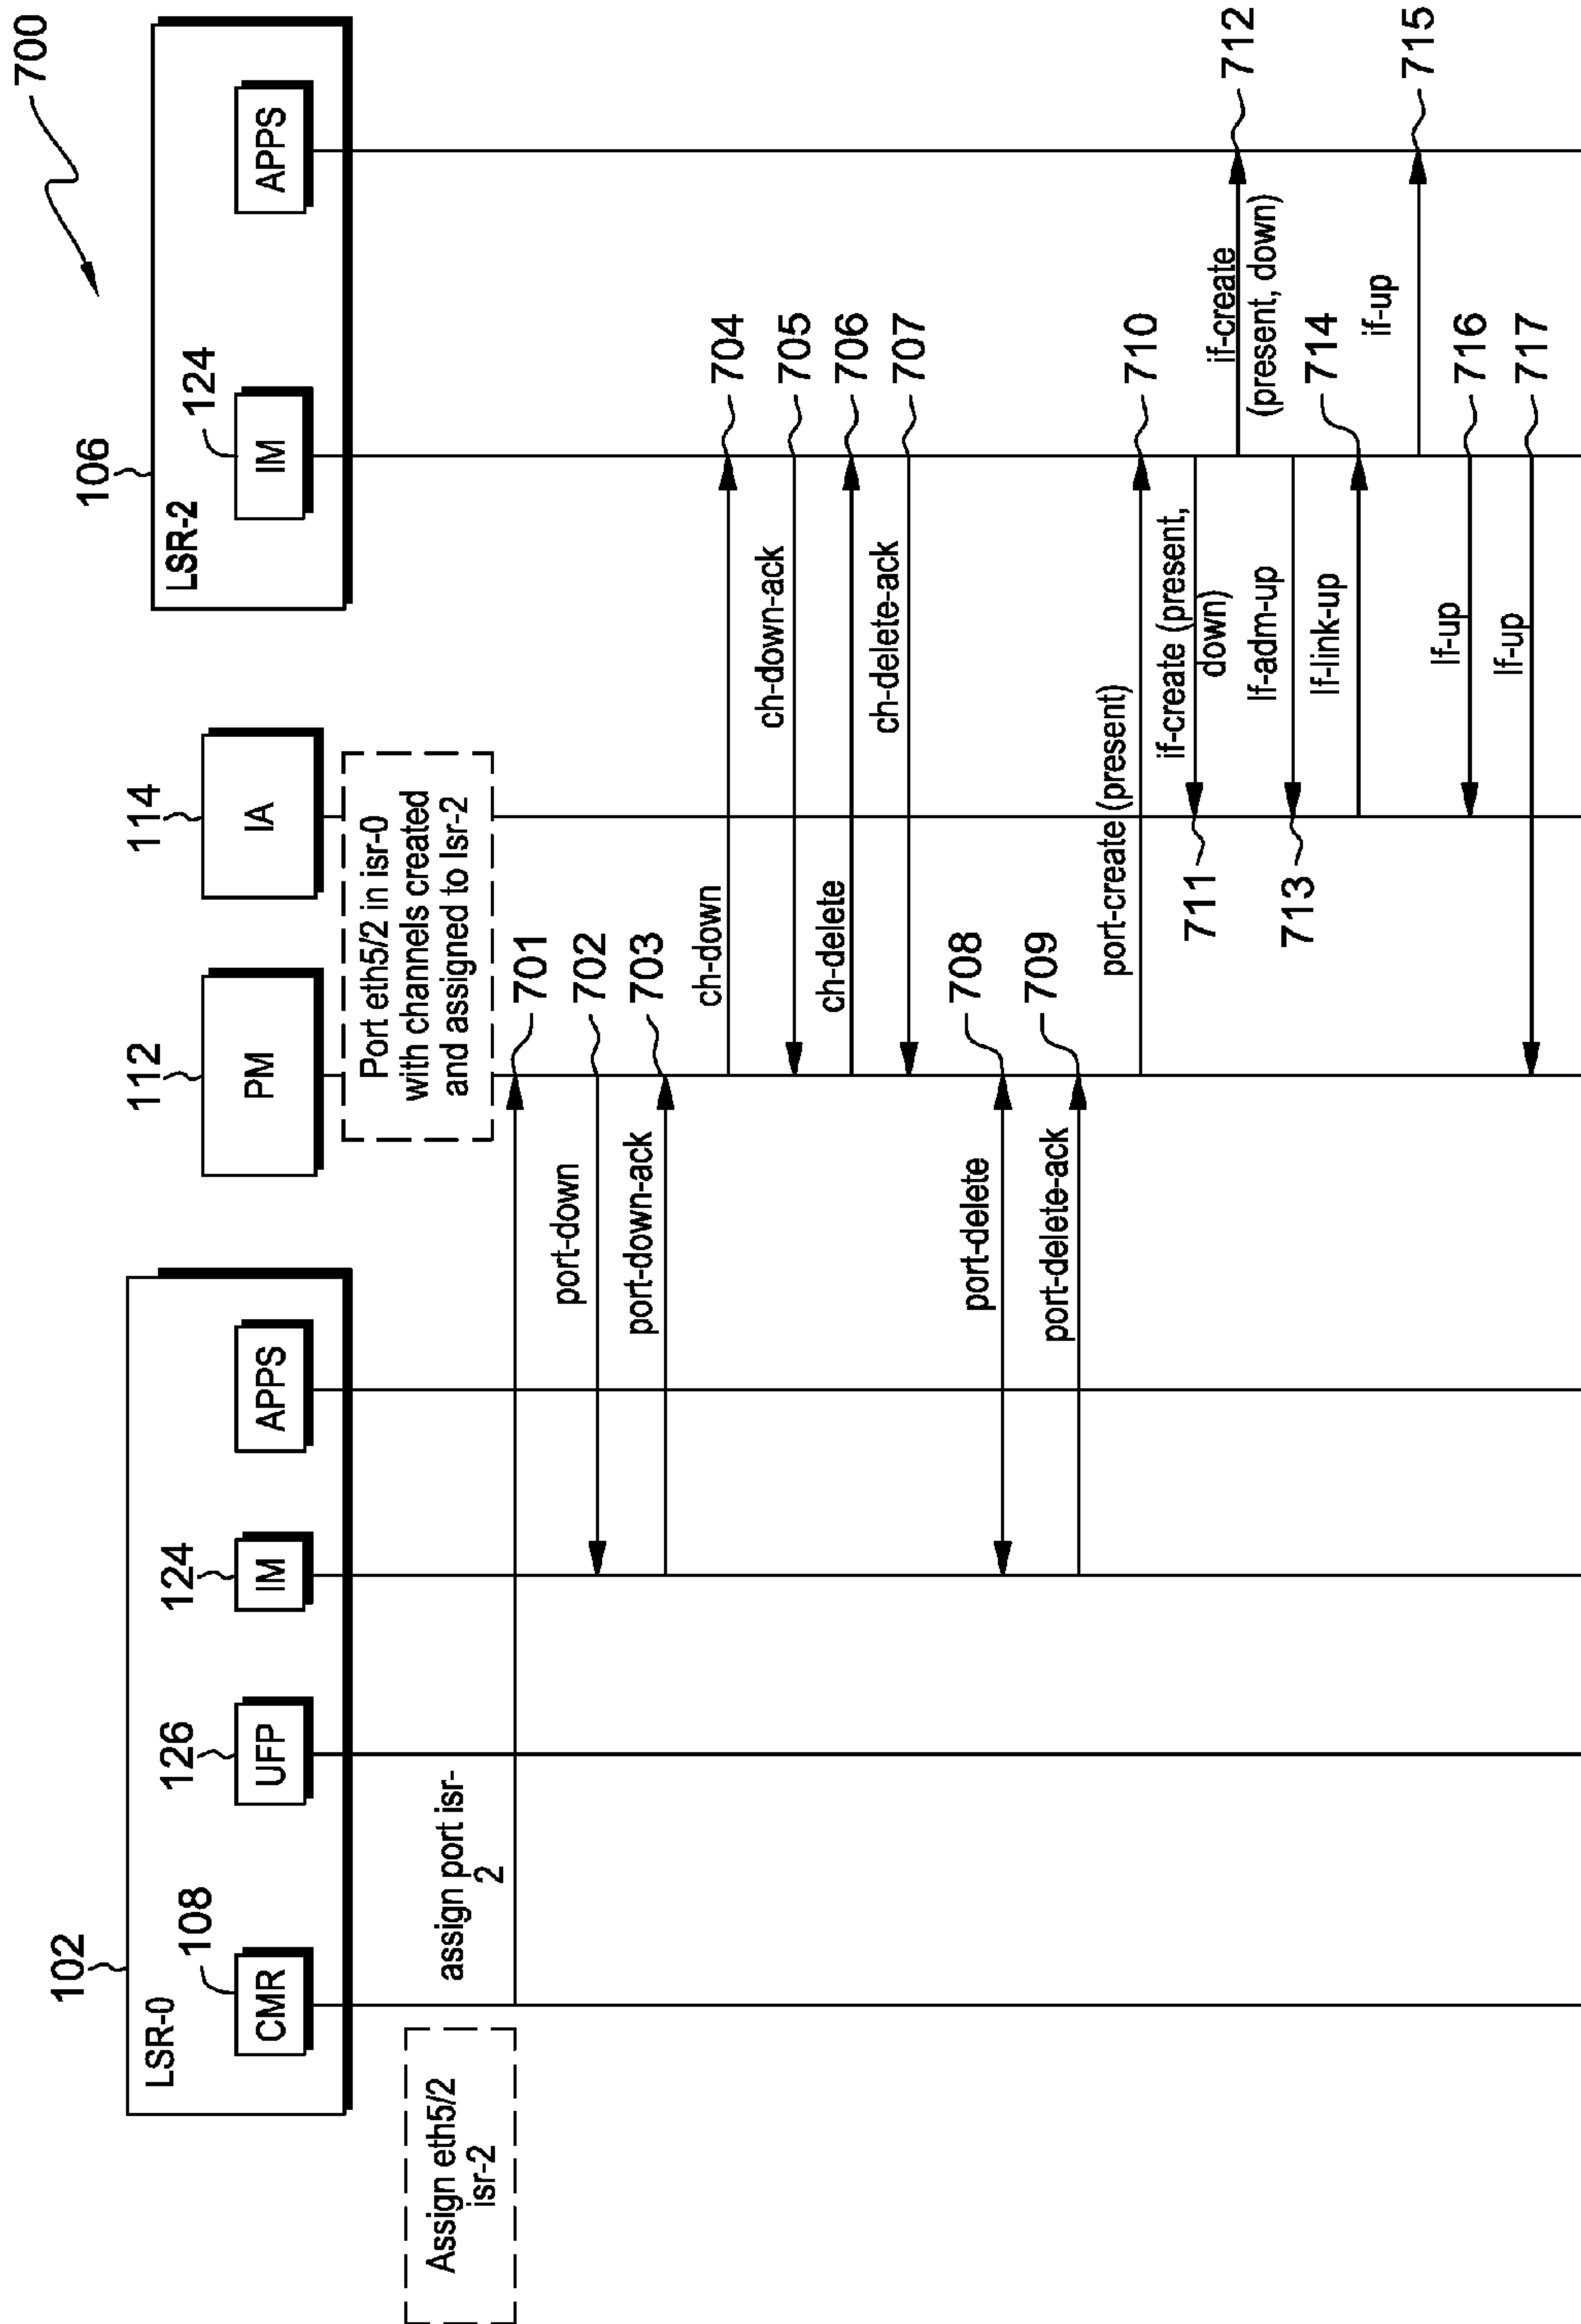 700
102
LSR-0
108
CMR
126
UFP
124
IM
APPS
112
PM
114
IA
106
LSR-2
124
IM
APPS
Assign eth5/2
isr-2
Port eth5/2 in isr-0
with channels created
and assigned to lsr-2
assign port isr-
2
701
port-down
702
port-down-ack
703
ch-down
704
ch-down-ack
705
ch-delete
706
ch-delete-ack
707
port-delete
708
port-delete-ack
709
port-create (present)
710
if-create (present,
down)
711
if-create
(present, down)
712
If-adm-up
713
If-link-up
714
if-up
715
If-up
716
If-up
717